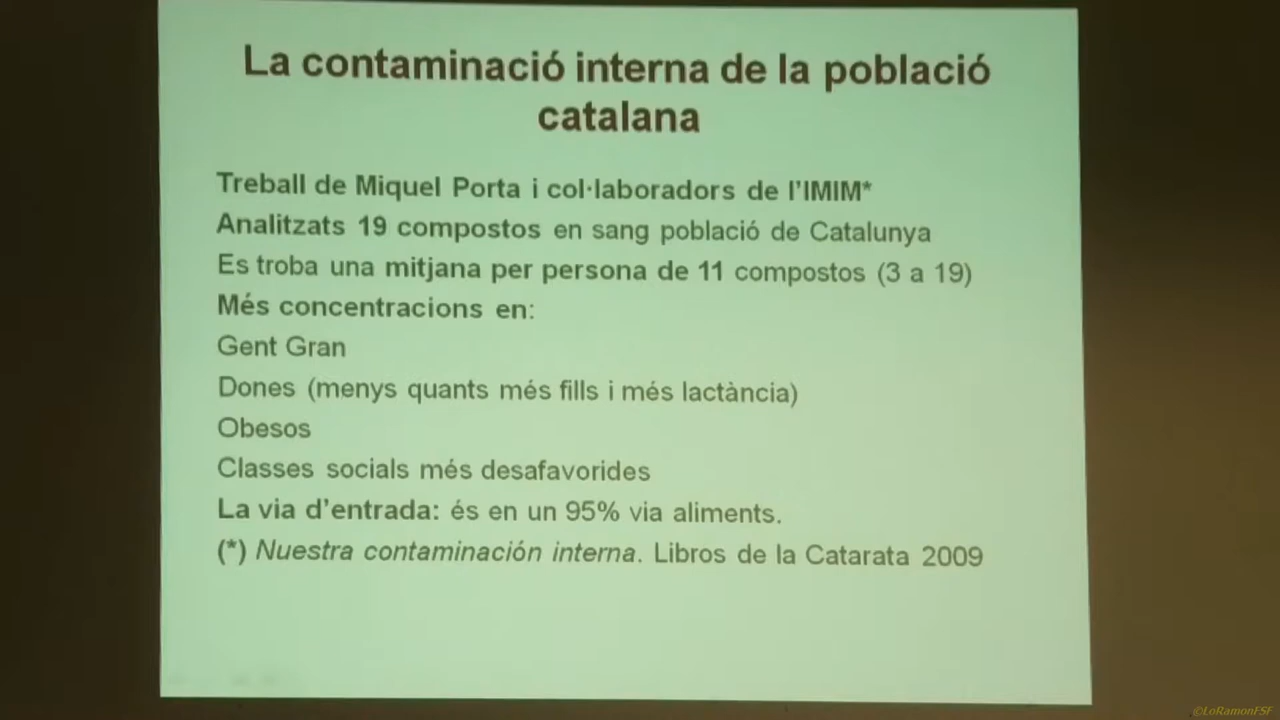 La contaminació interna de la població
catalana
Treball de Miquel Porta i col·laboradors de l'IMIM*
Analitzats 19 compostos en sang població de Catalunya
Es troba una mitjana per persona de 11 compostos (3 a 19)
Més concentracions en:
Gent Gran
Dones (menys quants més fills i més lactància)
Obesos
Classes socials més desafavorides
La via d'entrada: és en un 95% via aliments.
(*) Nuestra contaminación interna. Libros de la Catarata 2009
©LoRamonFSF